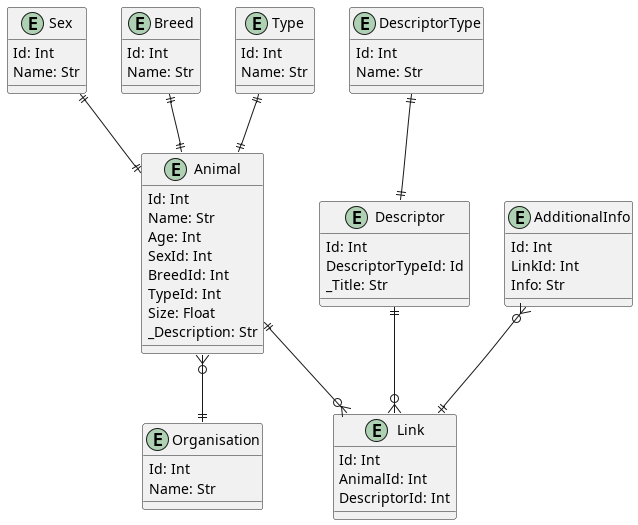 E Sex
Id: Int
Name: Str
E Breed
Id: Int
Name: Str
E Type
Id: Int
Name: Str
E DescriptorType
Id: Int
Name: Str
E Animal
Id: Int
Name: Str
Age: Int
SexId: Int
BreedId: Int
TypeId: Int
Size: Float
_Description: Str
E Descriptor
Id: Int
DescriptorTypeId: Id
_Title: Str
E AdditionalInfo
Id: Int
LinkId: Int
Info: Str
E Organisation
Id: Int
Name: Str
E Link
Id: Int
AnimalId: Int
DescriptorId: Int